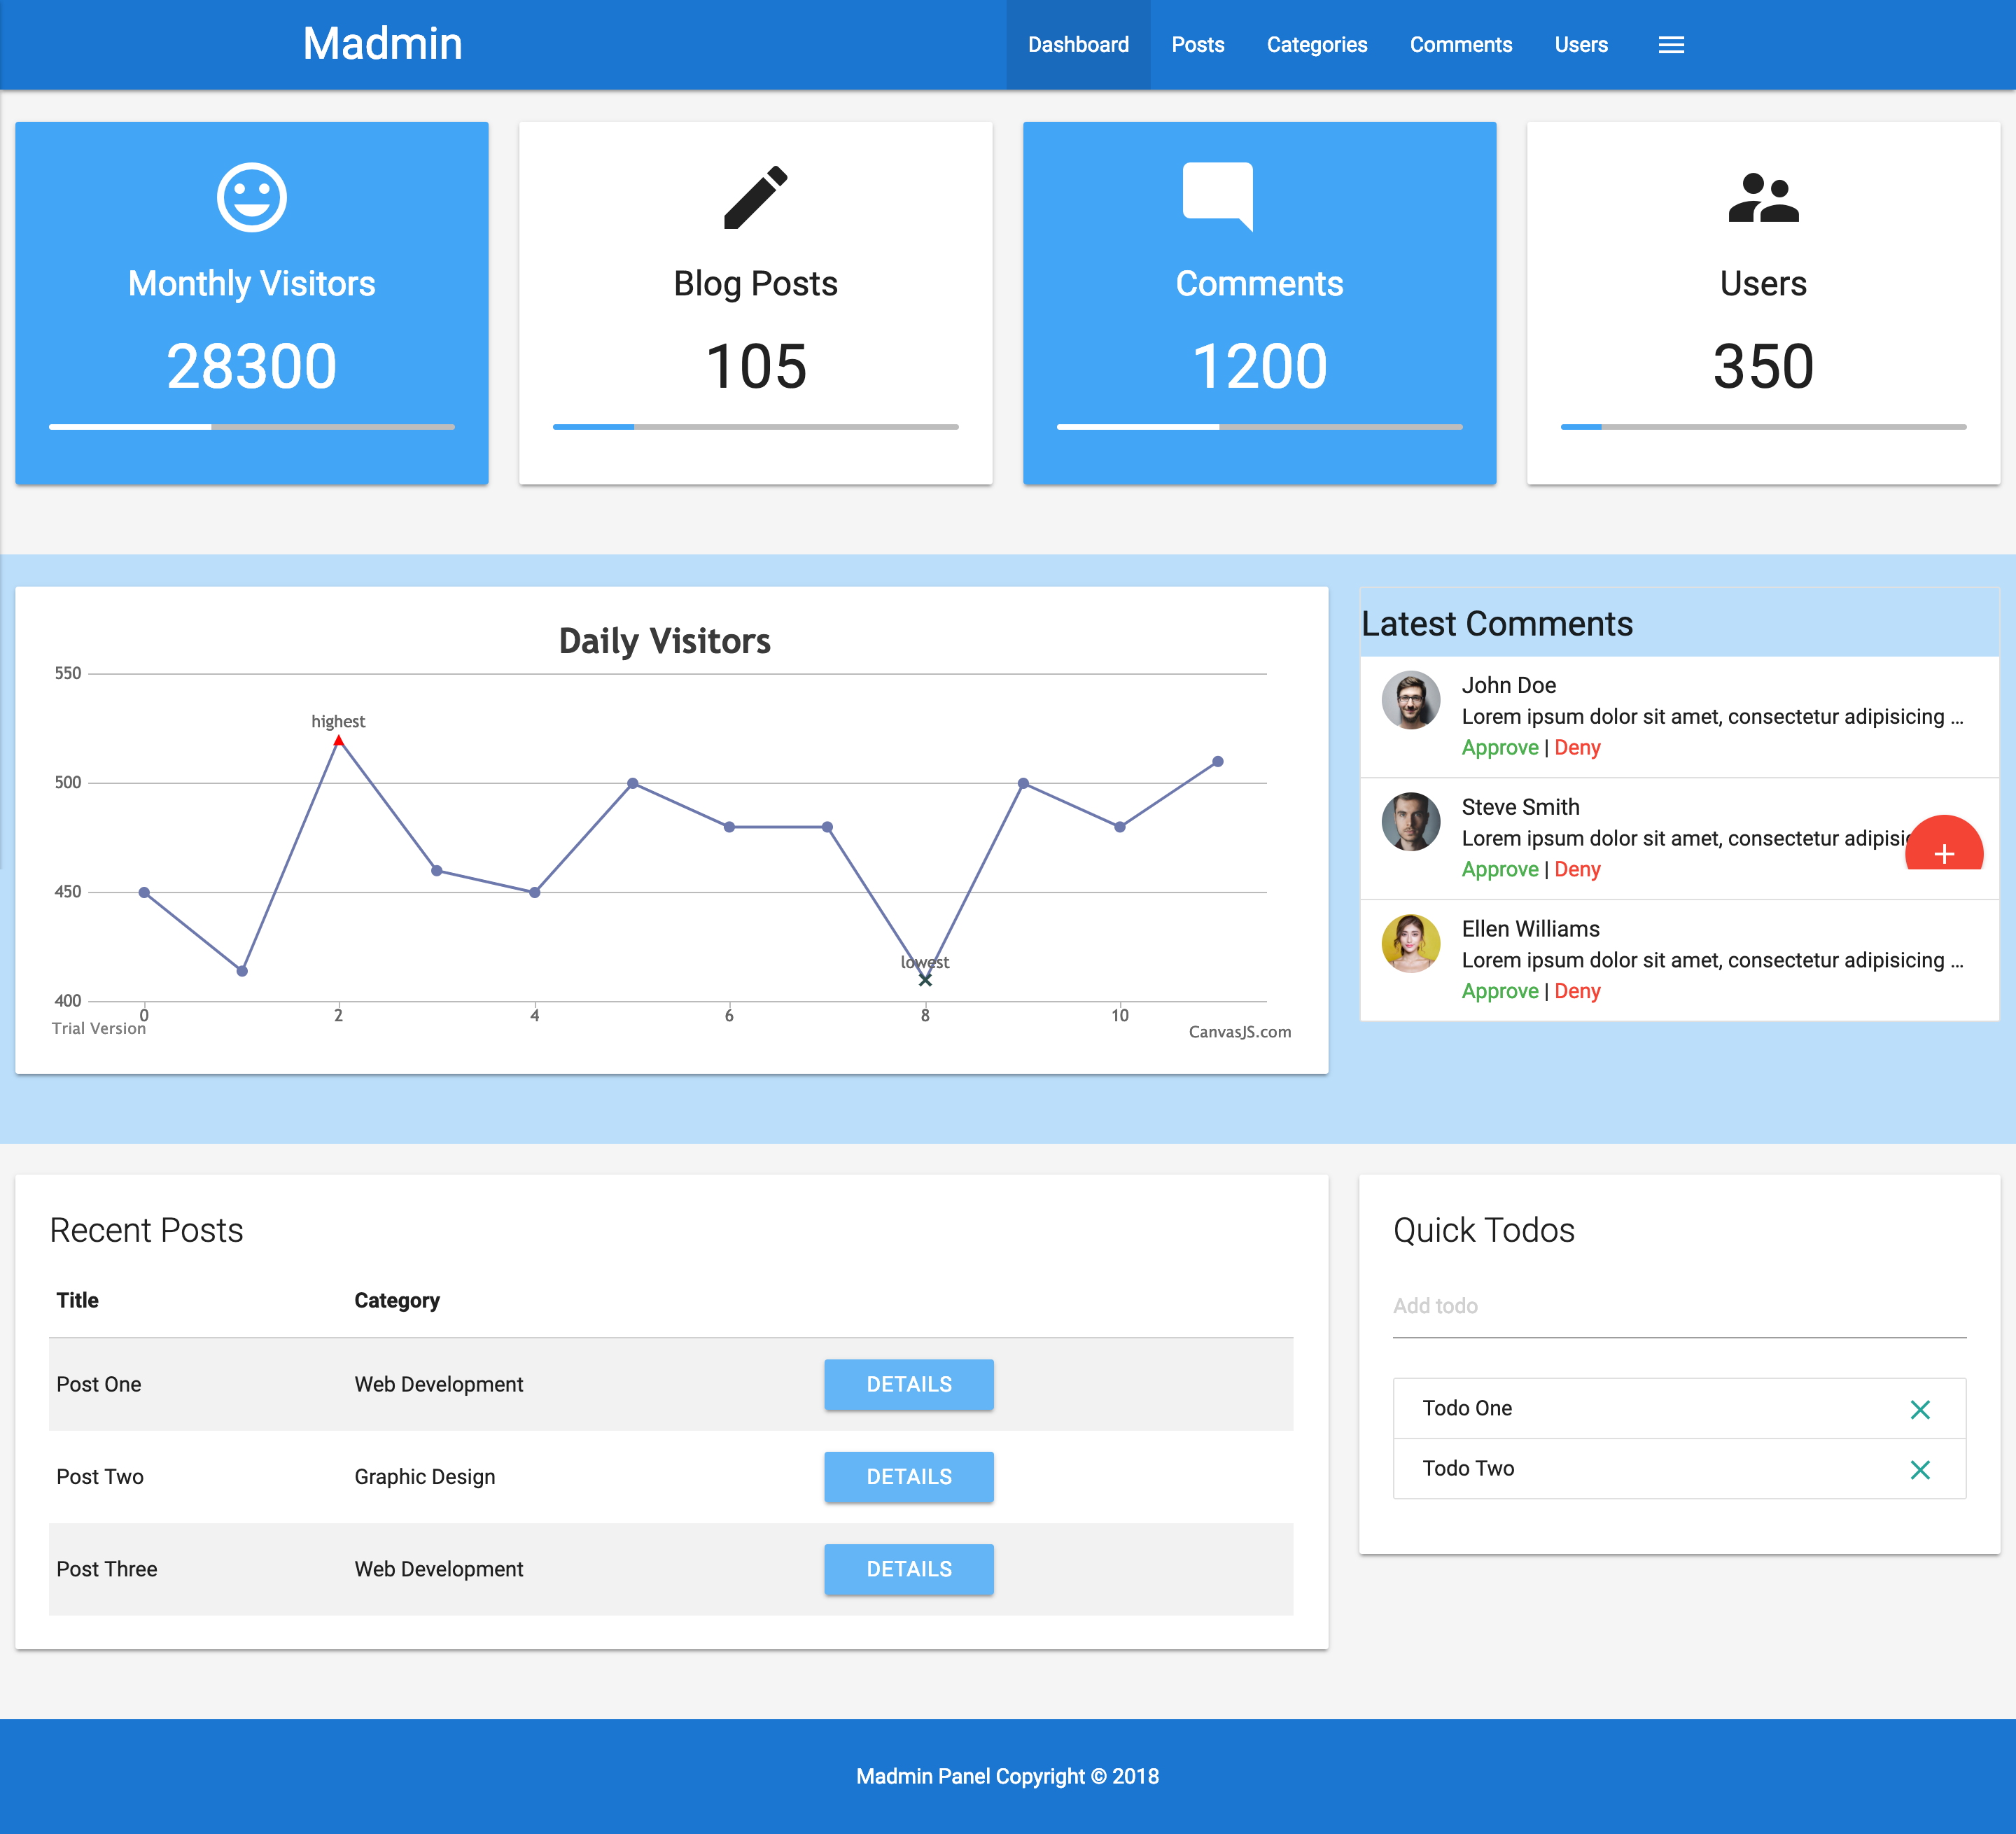 Madmin
Dashboard Posts Categories Comments Users
Monthly Visitors
28300
Blog Posts
105
Comments
1200
Users
350
Daily Visitors
550
500
450
400
highest
lowest
0 2 4 6 8 10
Trial Version
CanvasJS.com
Latest Comments
John Doe
Lorem ipsum dolor sit amet, consectetur adipisicing ...
Approve | Deny
Steve Smith
Lorem ipsum dolor sit amet, consectetur adipisic
Approve | Deny
Ellen Williams
Lorem ipsum dolor sit amet, consectetur adipisicing ...
Approve | Deny
Recent Posts
Title Category
Post One Web Development DETAILS
Post Two Graphic Design DETAILS
Post Three Web Development DETAILS
Quick Todos
Add todo
Todo One
Todo Two
Madmin Panel Copyright © 2018